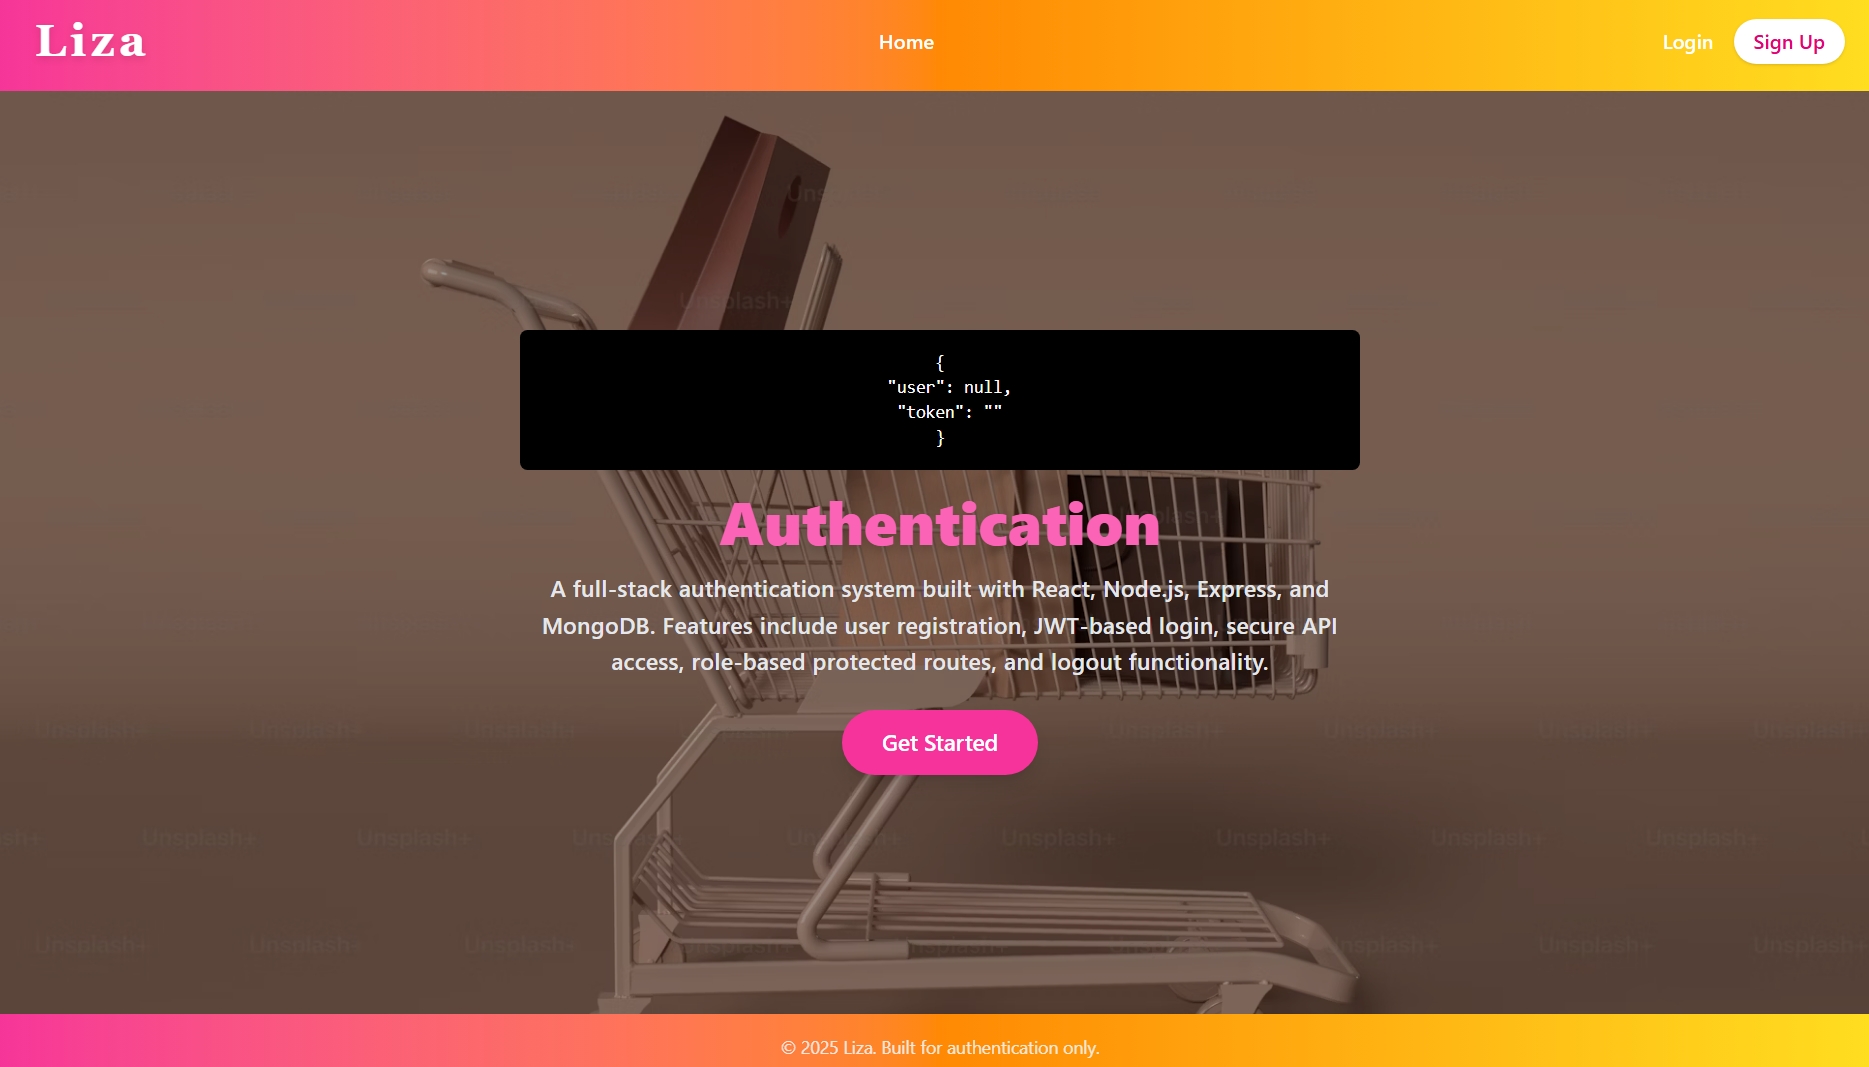 Liza
Home
Login
Sign Up
{
"user": null,
"token": ""
}
Authentication
A full-stack authentication system built with React, Node.js, Express, and
MongoDB. Features include user registration, JWT-based login, secure API
access, role-based protected routes, and logout functionality.
Get Started
Unsplash+
© 2025 Liza. Built for authentication only.